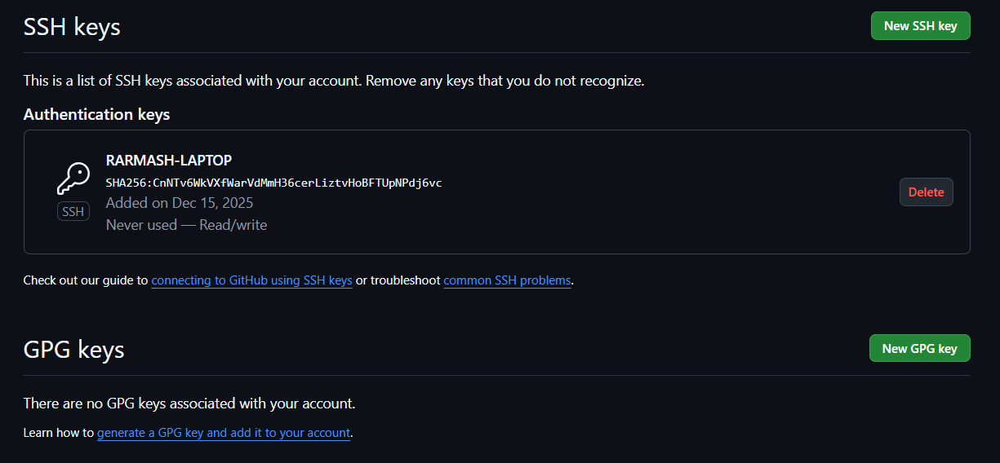 SSH keys
New SSH key
This is a list of SSH keys associated with your account. Remove any keys that you do not recognize.
Authentication keys
RARMASH-LAPTOP
SHA256:CnNTv6WkVXfWarVdMmH36cerLiztvHoBFTUpNPdj6vc
Added on Dec 15, 2025
Never used — Read/write
SSH
Delete
Check out our guide to connecting to GitHub using SSH keys or troubleshoot common SSH problems.
GPG keys
New GPG key
There are no GPG keys associated with your account.
Learn how to generate a GPG key and add it to your account.